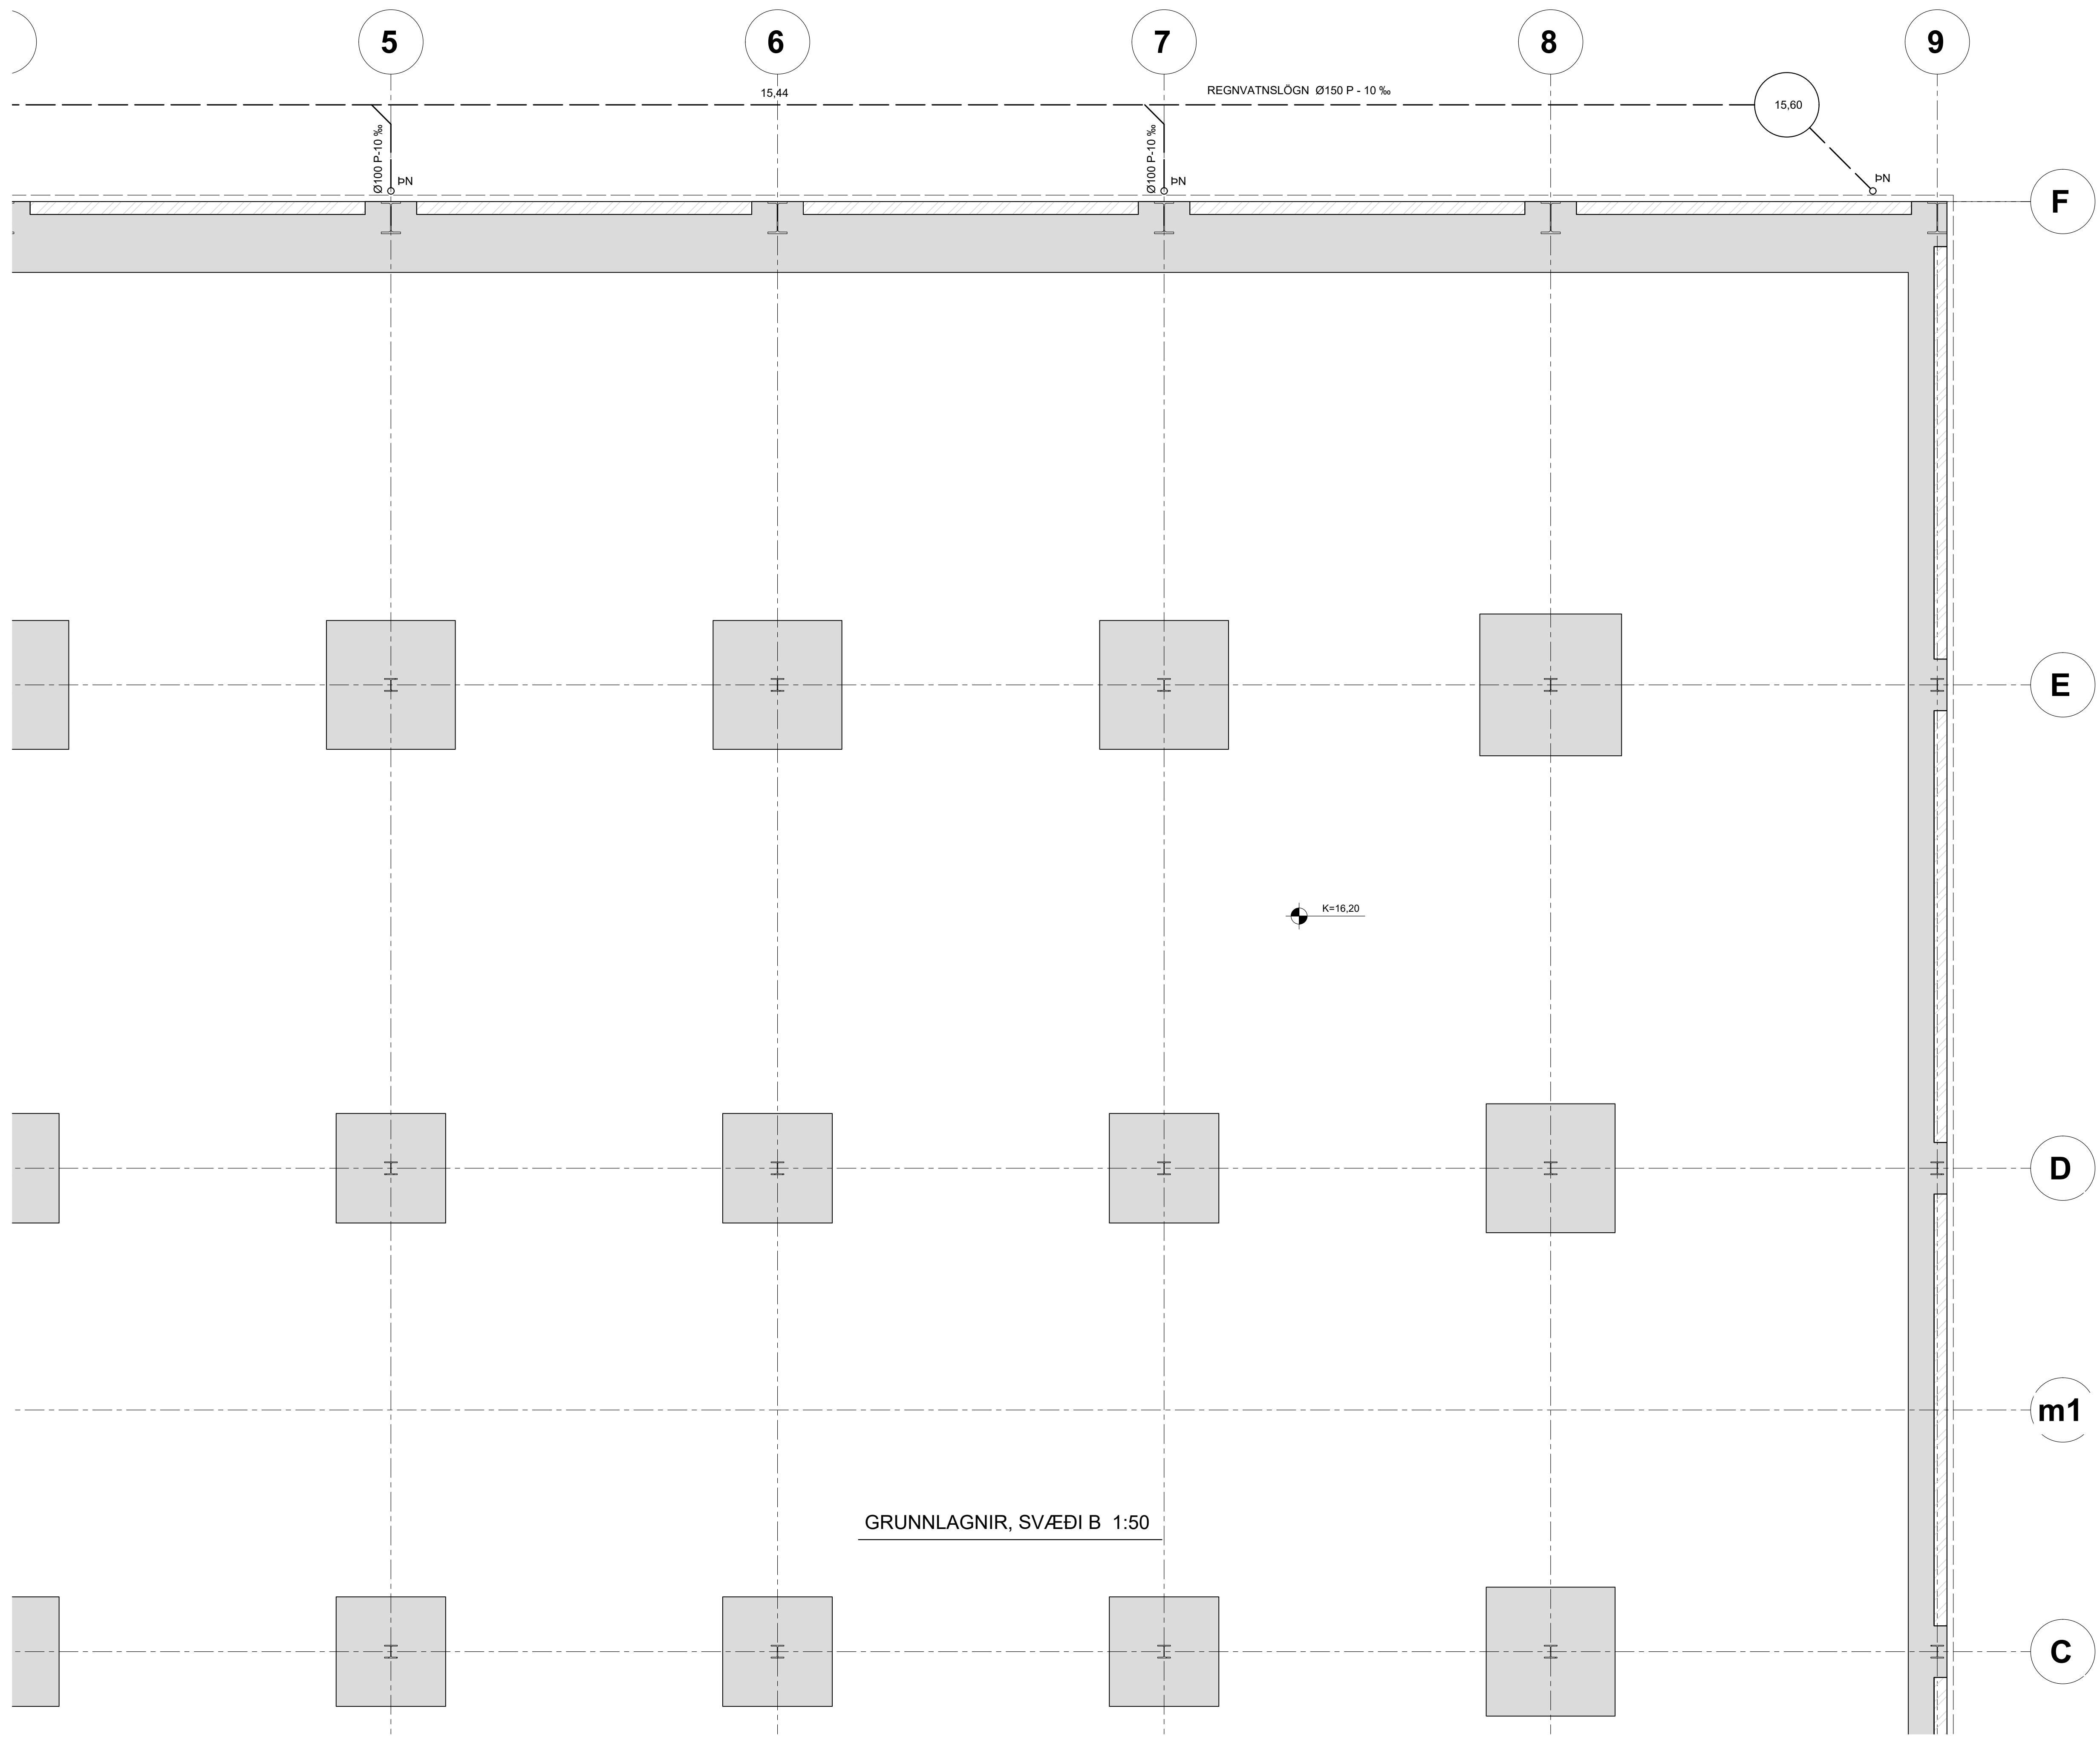 5
6
7
8
9
15,44
REGNVATNSLÖGN Ø150 P - 10 ‰
15,60
Ø100 P-10 ‰
ÞN
Ø100 P-10 ‰
ÞN
ÞN
F
E
K=16,20
D
m1
GRUNNLAGNIR, SVÆÐI B 1:50
C